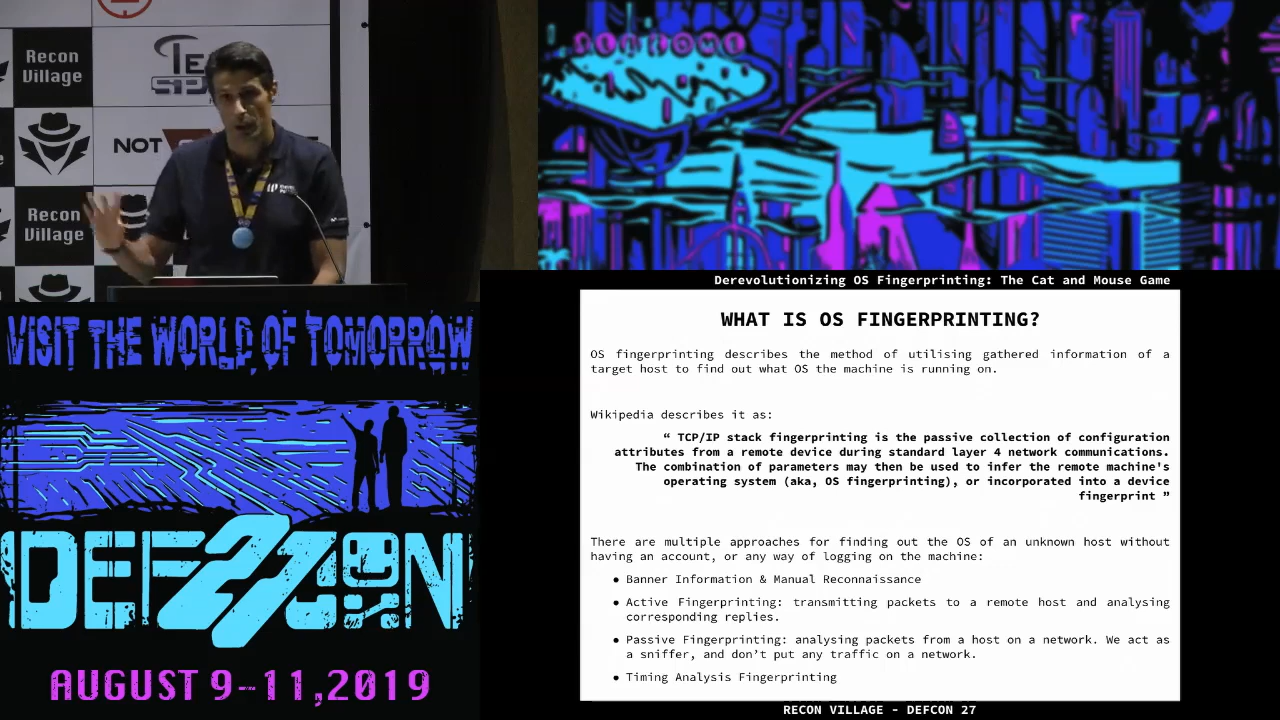 Recon
Village
NOT
Recon
Village
WELCOME
VISIT THE WORLD OF TOMORROW
DEF CON
27
AUGUST 9-11,2019
Derevolutionizing OS Fingerprinting: The Cat and Mouse Game
WHAT IS OS FINGERPRINTING?
OS fingerprinting describes the method of utilising gathered information of a
target host to find out what OS the machine is running on.
Wikipedia describes it as:
“ TCP/IP stack fingerprinting is the passive collection of configuration
attributes from a remote device during standard layer 4 network communications.
The combination of parameters may then be used to infer the remote machine's
operating system (aka, OS fingerprinting), or incorporated into a device
fingerprint ”
There are multiple approaches for finding out the OS of an unknown host without
having an account, or any way of logging on the machine:
● Banner Information & Manual Reconnaissance
● Active Fingerprinting: transmitting packets to a remote host and analysing
corresponding replies.
● Passive Fingerprinting: analysing packets from a host on a network. We act as
a sniffer, and don’t put any traffic on a network.
● Timing Analysis Fingerprinting
RECON VILLAGE - DEFCON 27